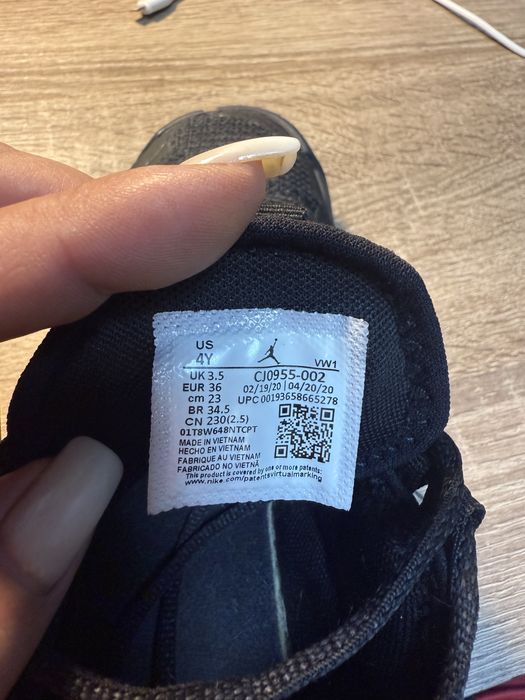 US
4Y
VW1
UK 3.5
CJ0955-002
EUR 36
02/19/20 | 04/20/20
cm 23
UPC 00193658665278
BR 34.5
CN 230(2.5)
01T8W648NTCPT
MADE IN VIETNAM
HECHO EN VIETNAM
FABRIQUE AU VIETNAM
FABRICADO NO VIETNÃ
This product is covered by one or more patents:
www.nike.com/patentsvirtualmarking